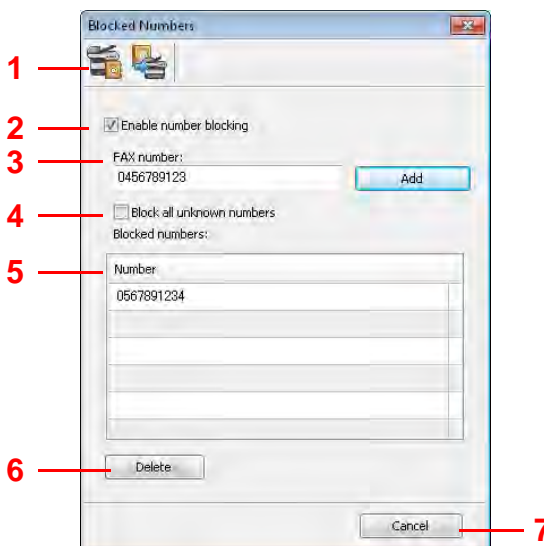 Blocked Numbers
1
2 Enable number blocking
3 FAX number:
0456789123 Add
4 Block all unknown numbers
Blocked numbers:
5 Number
0567891234
6 Delete
Cancel 7